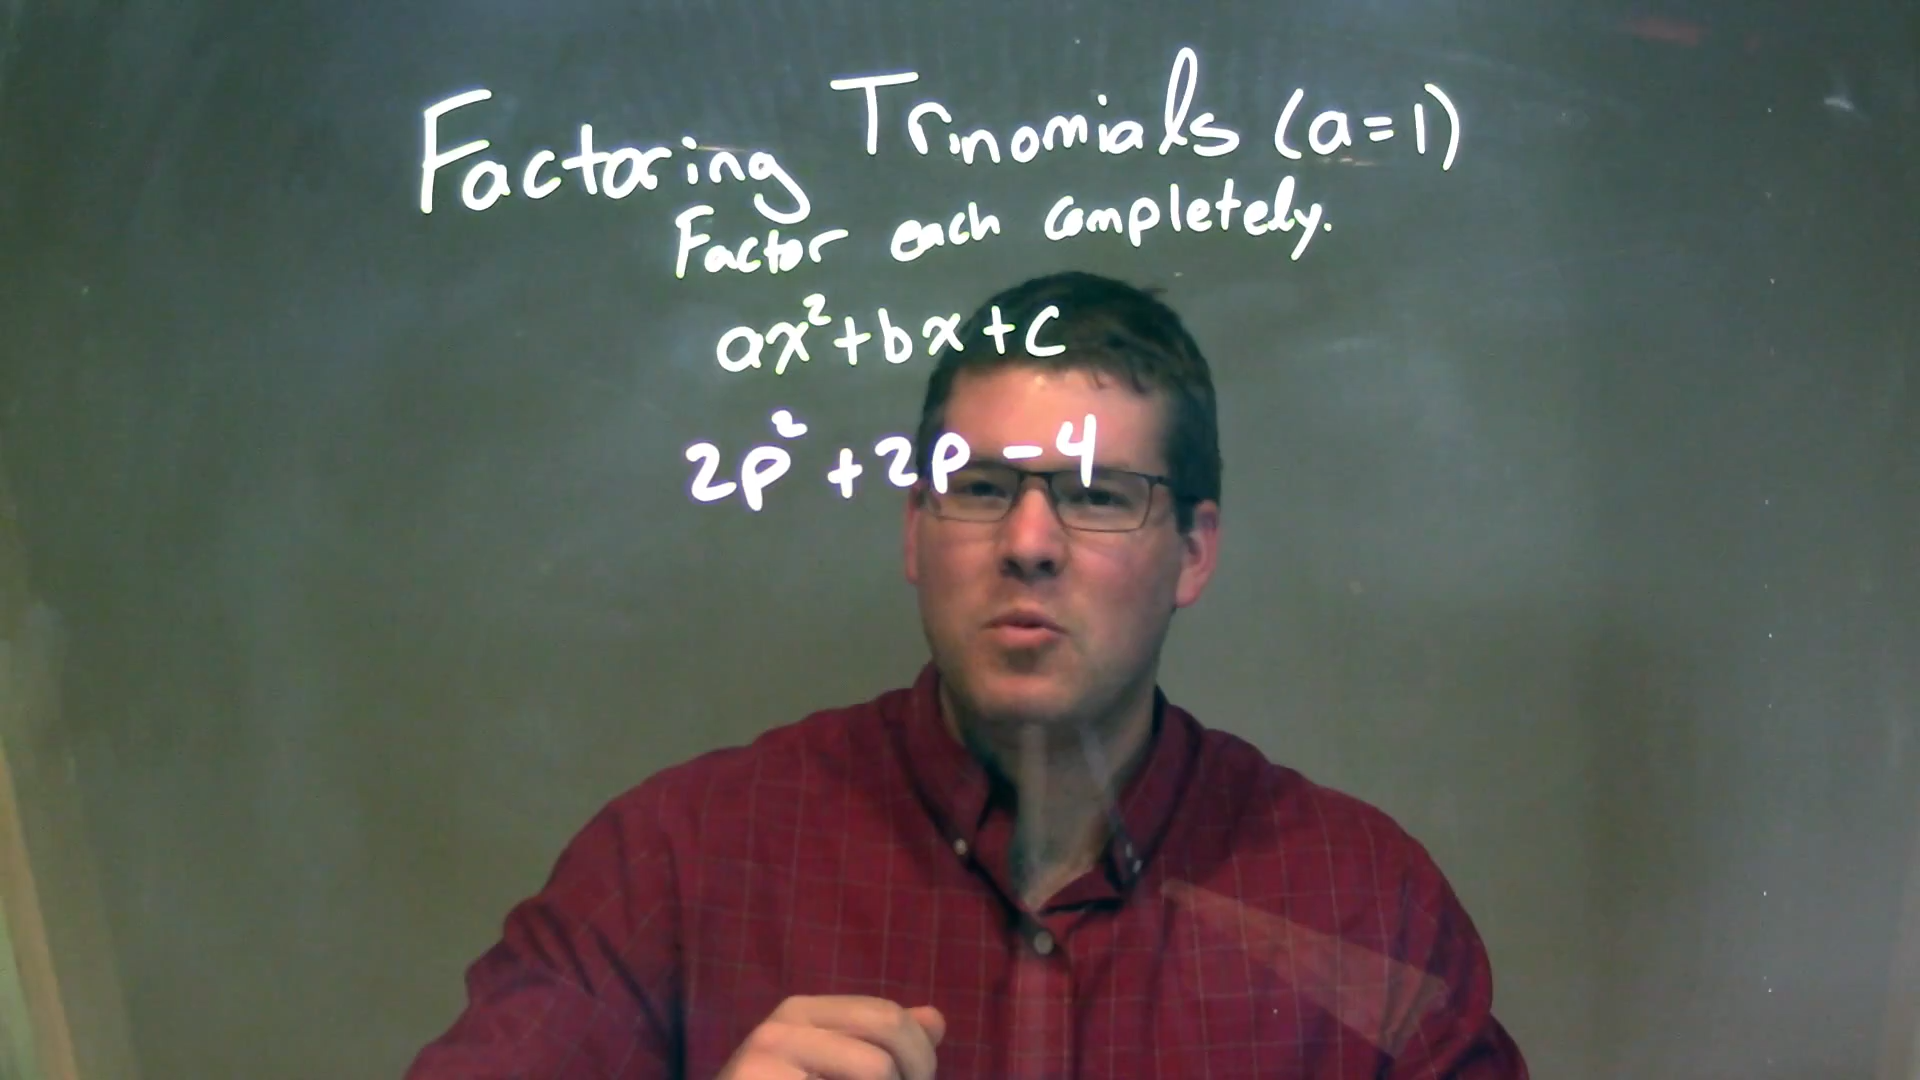 Factoring Trinomials (a=1)
Factor each completely.
ax²+bx+c
2p²+2p-4